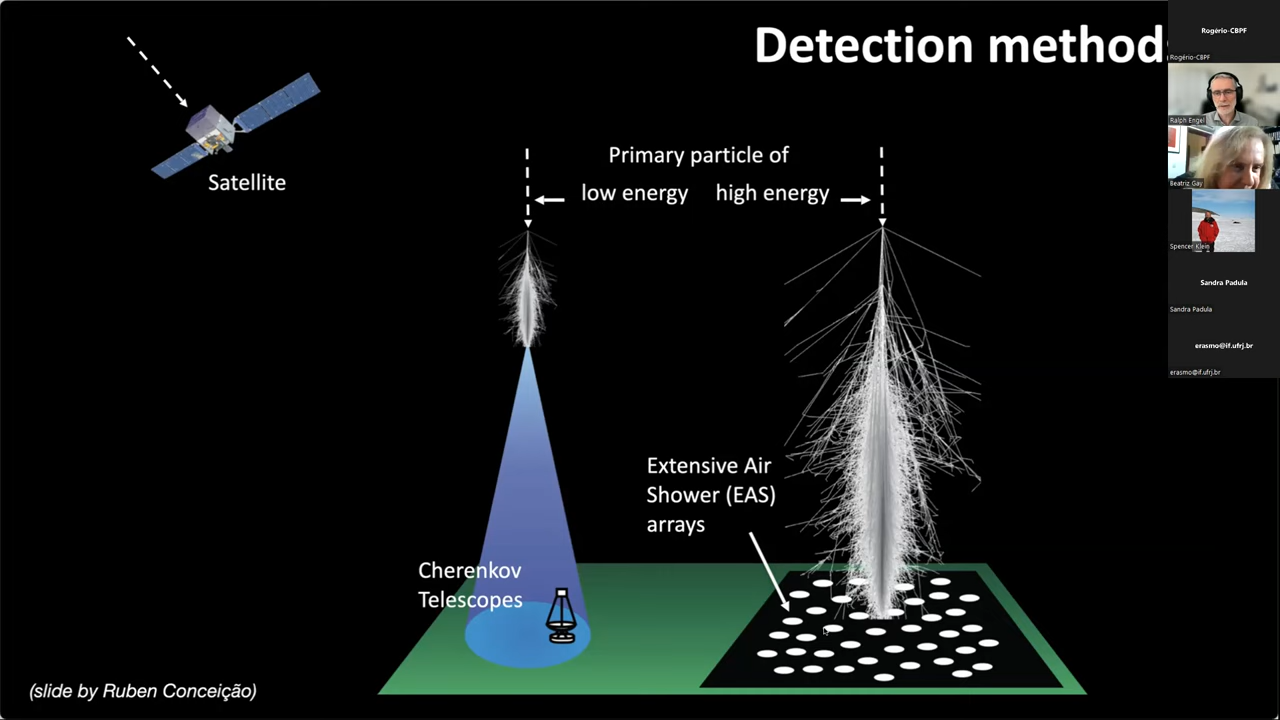 Detection method
Satellite
Primary particle of
low energy high energy
Extensive Air
Shower (EAS)
arrays
Cherenkov
Telescopes
(slide by Ruben Conceição)
Rogério-CBPF
Rogério-CBPF
Ralph Engel
Beatriz Gay
Spencer Klein
Sandra Padula
Sandra Padula
erasmo@if.ufrj.br
erasmo@if.ufrj.br